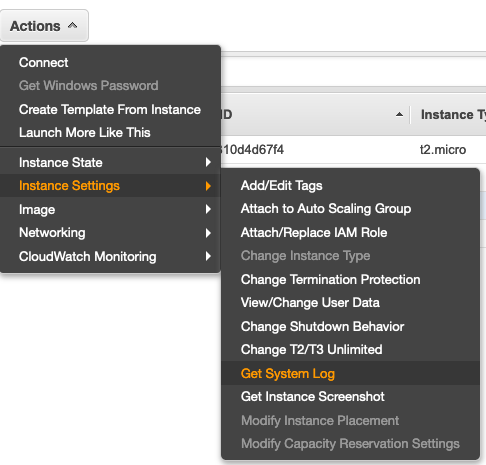 Actions
Connect
Get Windows Password
Create Template From Instance
Launch More Like This
Instance State
Instance Settings
Image
Networking
CloudWatch Monitoring
ID
Instance Ty
310d4d67f4
t2.micro
Add/Edit Tags
Attach to Auto Scaling Group
Attach/Replace IAM Role
Change Instance Type
Change Termination Protection
View/Change User Data
Change Shutdown Behavior
Change T2/T3 Unlimited
Get System Log
Get Instance Screenshot
Modify Instance Placement
Modify Capacity Reservation Settings